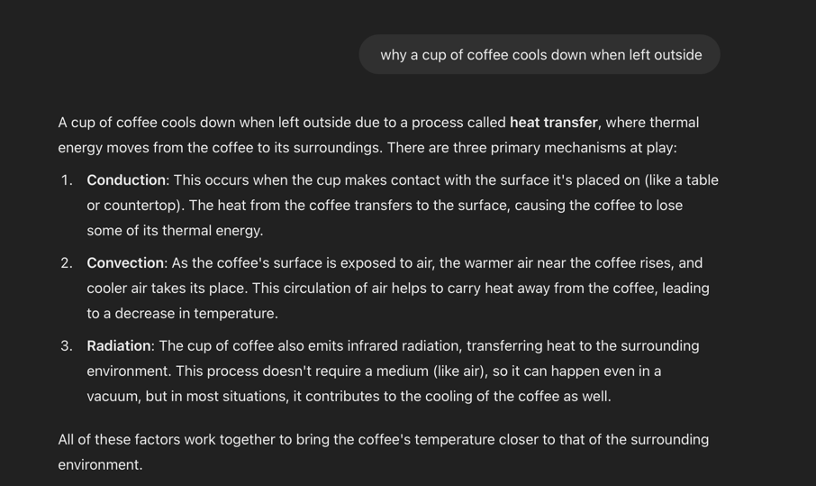 why a cup of coffee cools down when left outside
A cup of coffee cools down when left outside due to a process called heat transfer, where thermal
energy moves from the coffee to its surroundings. There are three primary mechanisms at play:
1. Conduction: This occurs when the cup makes contact with the surface it's placed on (like a table
or countertop). The heat from the coffee transfers to the surface, causing the coffee to lose
some of its thermal energy.
2. Convection: As the coffee's surface is exposed to air, the warmer air near the coffee rises, and
cooler air takes its place. This circulation of air helps to carry heat away from the coffee, leading
to a decrease in temperature.
3. Radiation: The cup of coffee also emits infrared radiation, transferring heat to the surrounding
environment. This process doesn't require a medium (like air), so it can happen even in a
vacuum, but in most situations, it contributes to the cooling of the coffee as well.
All of these factors work together to bring the coffee's temperature closer to that of the surrounding
environment.